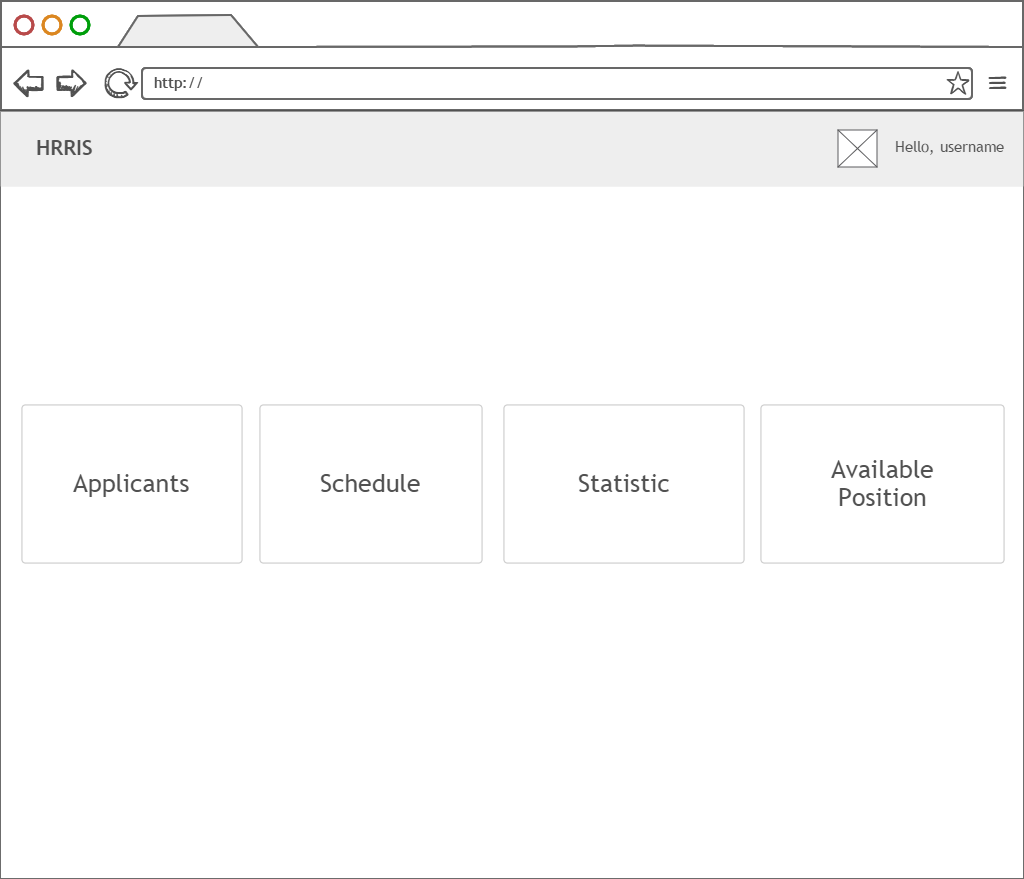 http://
HRRIS
Hello, username
Applicants
Schedule
Statistic
Available
Position